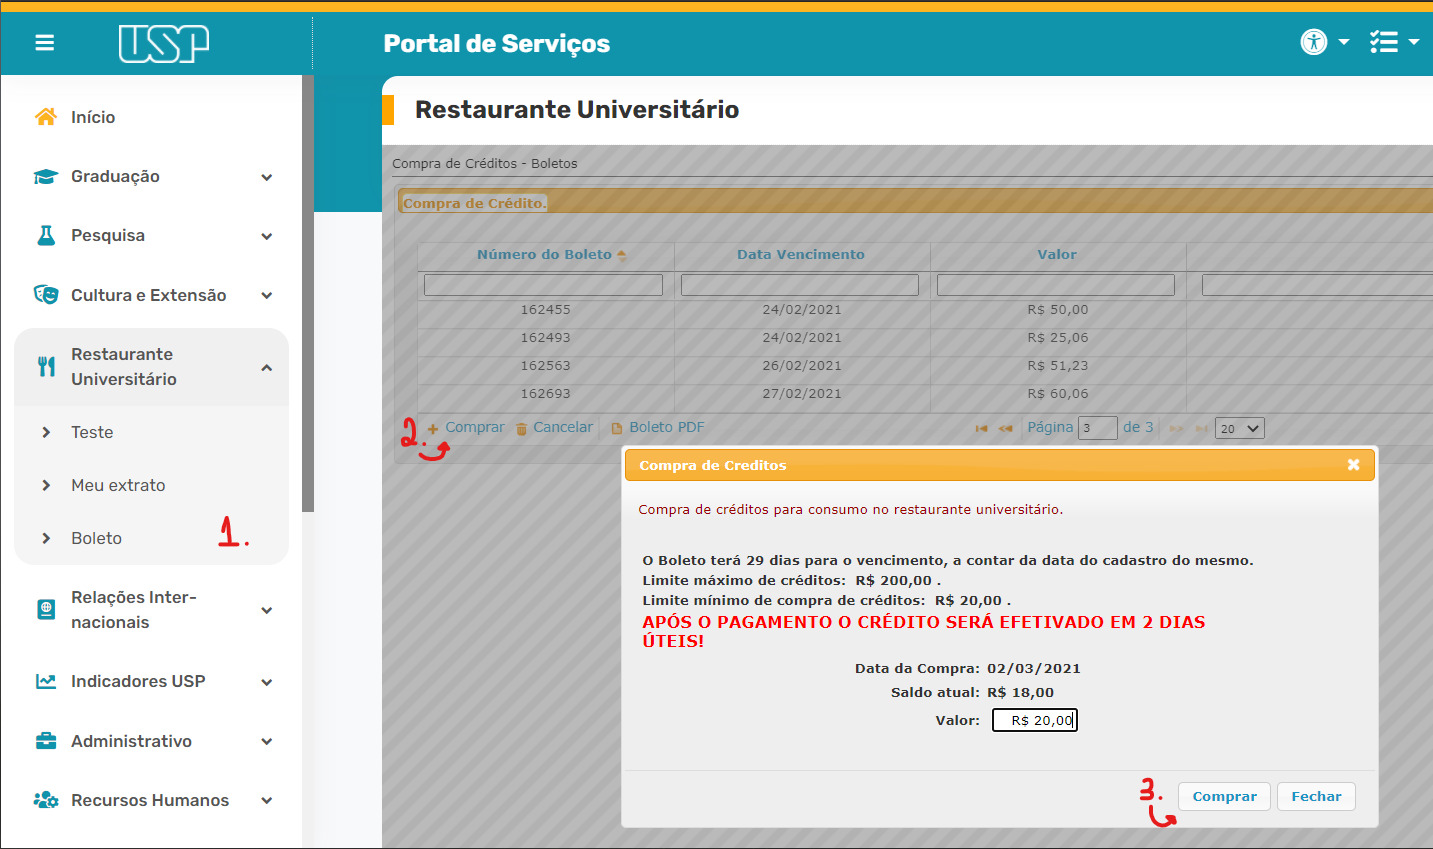 USP
Portal de Serviços
Início
Graduação
Pesquisa
Cultura e Extensão
Restaurante
Universitário
Teste
Meu extrato
Boleto
1.
Relações Inter-
nacionais
Indicadores USP
Administrativo
Recursos Humanos
Restaurante Universitário
Compra de Créditos - Boletos
Compra de Crédito.
Número do Boleto Data Vencimento Valor
162455 24/02/2021 R$ 50,00
162493 24/02/2021 R$ 25,06
162563 26/02/2021 R$ 51,23
162693 27/02/2021 R$ 60,06
2. Comprar Cancelar Boleto PDF Página 3 de 3 20
Compra de Creditos
Compra de créditos para consumo no restaurante universitário.
O Boleto terá 29 dias para o vencimento, a contar da data do cadastro do mesmo.
Limite máximo de créditos: R$ 200,00 .
Limite mínimo de compra de créditos: R$ 20,00 .
APÓS O PAGAMENTO O CRÉDITO SERÁ EFETIVADO EM 2 DIAS
ÚTEIS!
Data da Compra: 02/03/2021
Saldo atual: R$ 18,00
Valor: R$ 20,00
3. Comprar Fechar